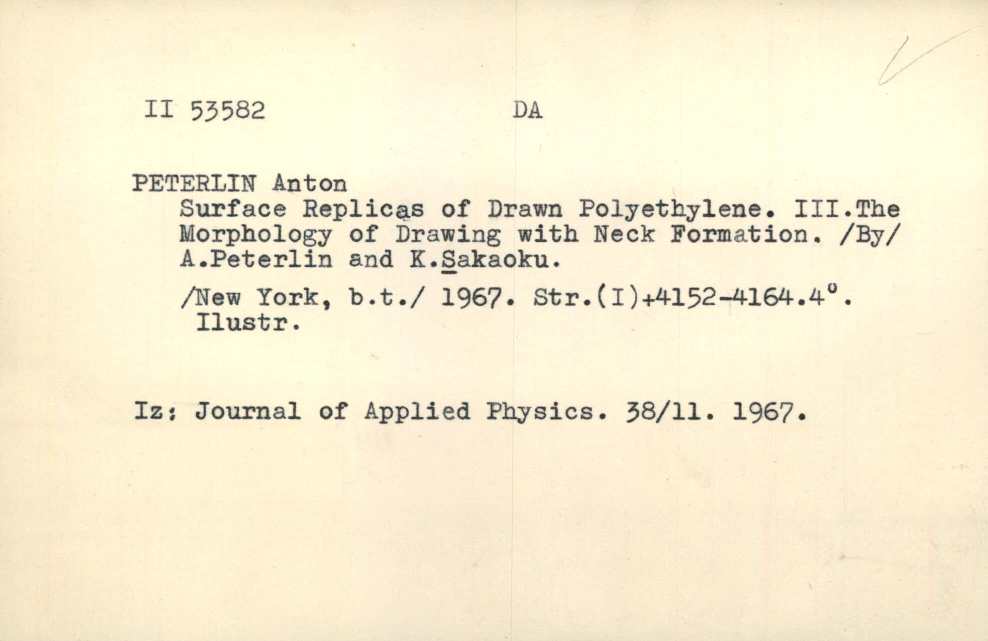 II 53582 DA
PETERLIN Anton
Surface Replicas of Drawn Polyethylene. III.The
Morphology of Drawing with Neck Formation. /By/
A.Peterlin and K.Sakaoku.
/New York, b.t./ 1967. Str.(I)+4152-4164.4°.
Ilustr.
Iz: Journal of Applied Physics. 38/11. 1967.